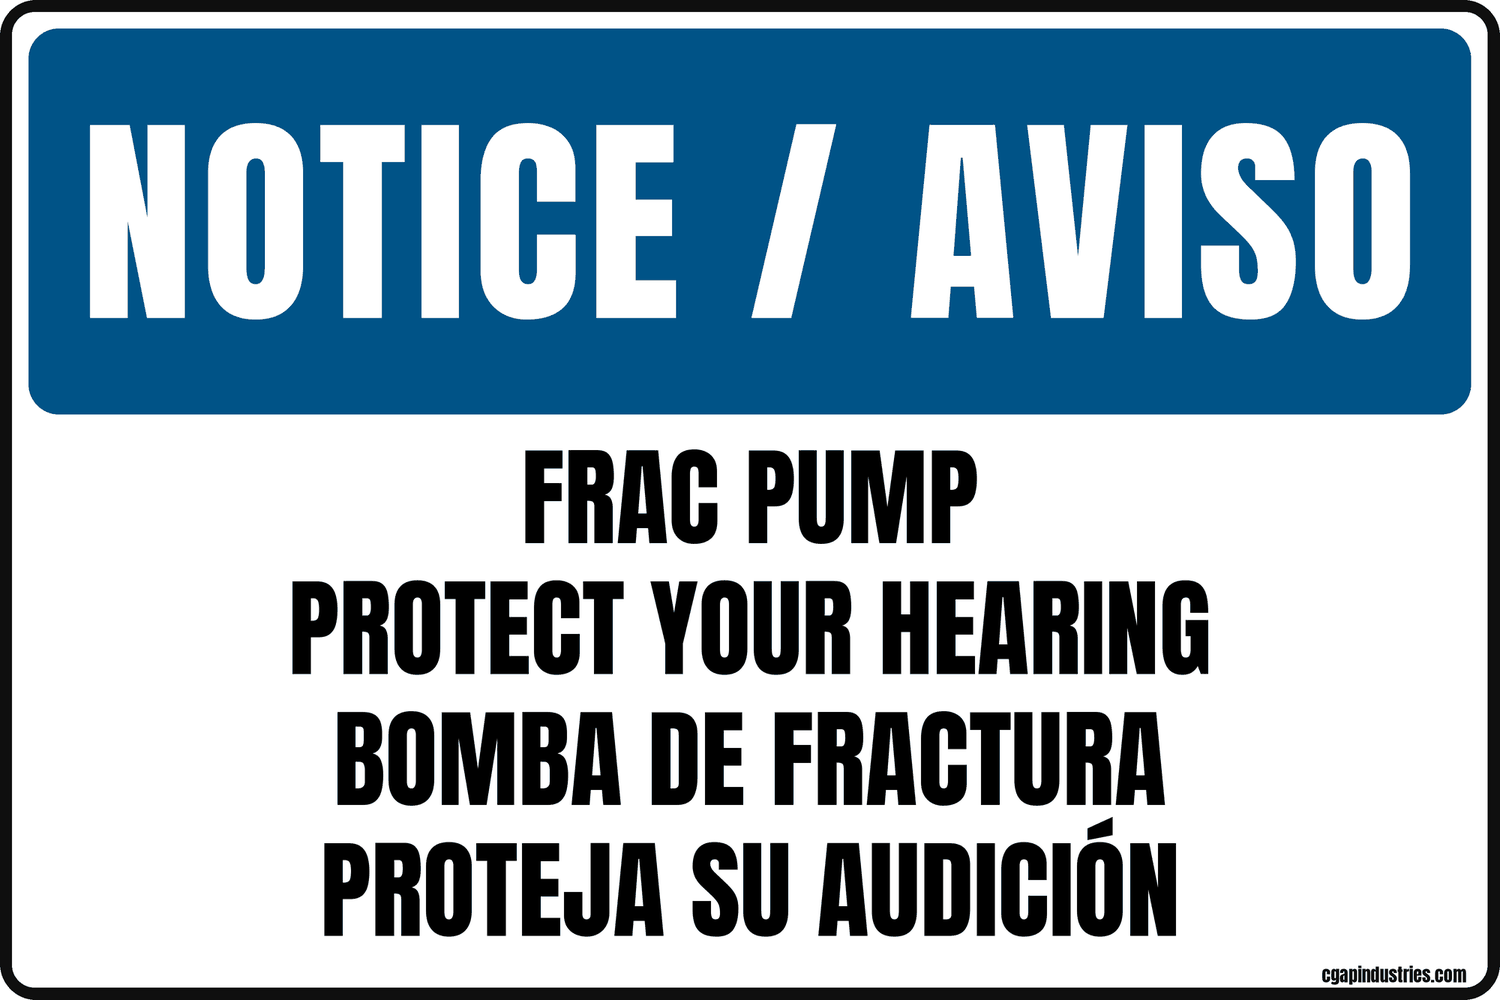 NOTICE / AVISO
FRAC PUMP
PROTECT YOUR HEARING
BOMBA DE FRACTURA
PROTEJA SU AUDICIÓN
cgapindustries.com